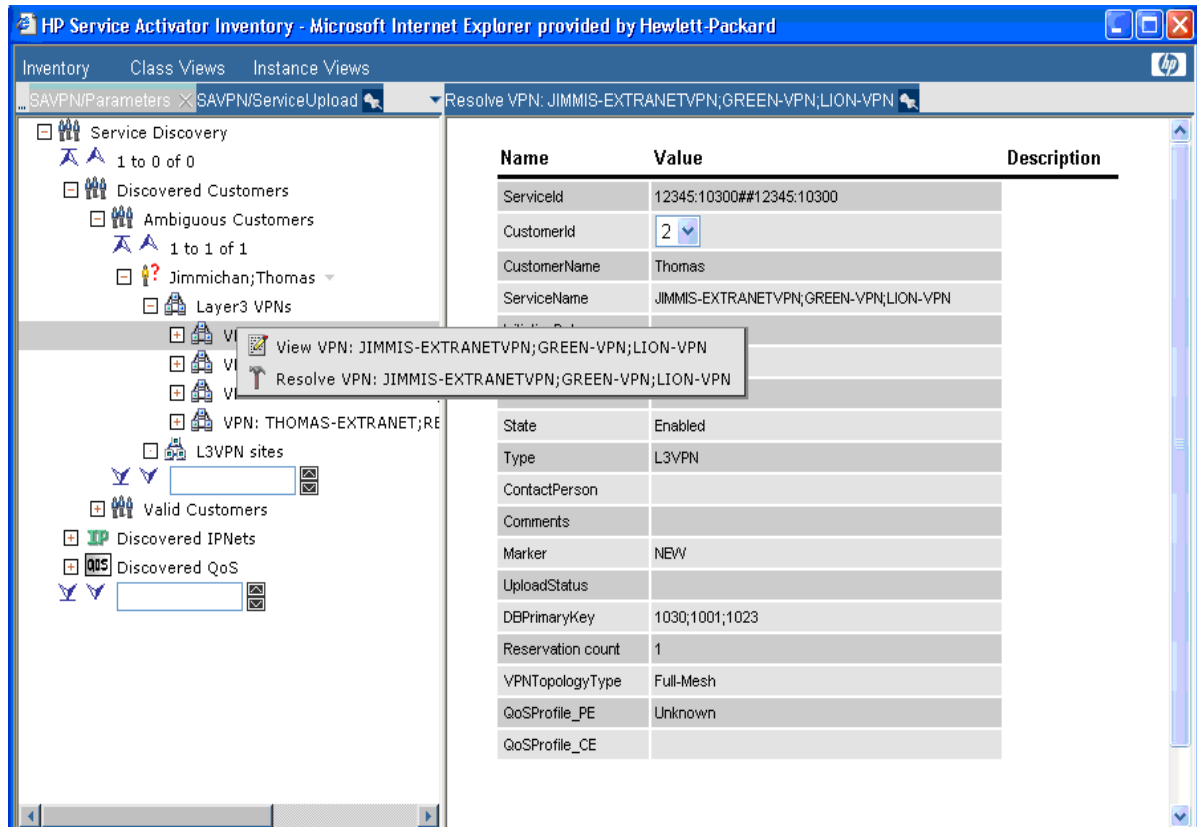 HP Service Activator Inventory - Microsoft Internet Explorer provided by Hewlett-Packard
Inventory Class Views Instance Views
... SAVPN/Parameters SAVPN/ServiceUpload Resolve VPN: JIMMIS-EXTRANETVPN;GREEN-VPN;LION-VPN
Service Discovery
1 to 0 of 0
Discovered Customers
Ambiguous Customers
1 to 1 of 1
Jimmichan;Thomas
Layer3 VPNs
View VPN: JIMMIS-EXTRANETVPN;GREEN-VPN;LION-VPN
Resolve VPN: JIMMIS-EXTRANETVPN;GREEN-VPN;LION-VPN
VPN: THOMAS-EXTRANET;RE
L3VPN sites
Valid Customers
IP Discovered IPNets
QoS Discovered QoS
Name Value Description
ServiceId 12345:10300##12345:10300
CustomerId 2
CustomerName Thomas
ServiceName JIMMIS-EXTRANETVPN;GREEN-VPN;LION-VPN
State Enabled
Type L3VPN
ContactPerson
Comments
Marker NEW
UploadStatus
DBPrimaryKey 1030;1001;1023
Reservation count 1
VPNTopologyType Full-Mesh
QoSProfile_PE Unknown
QoSProfile_CE